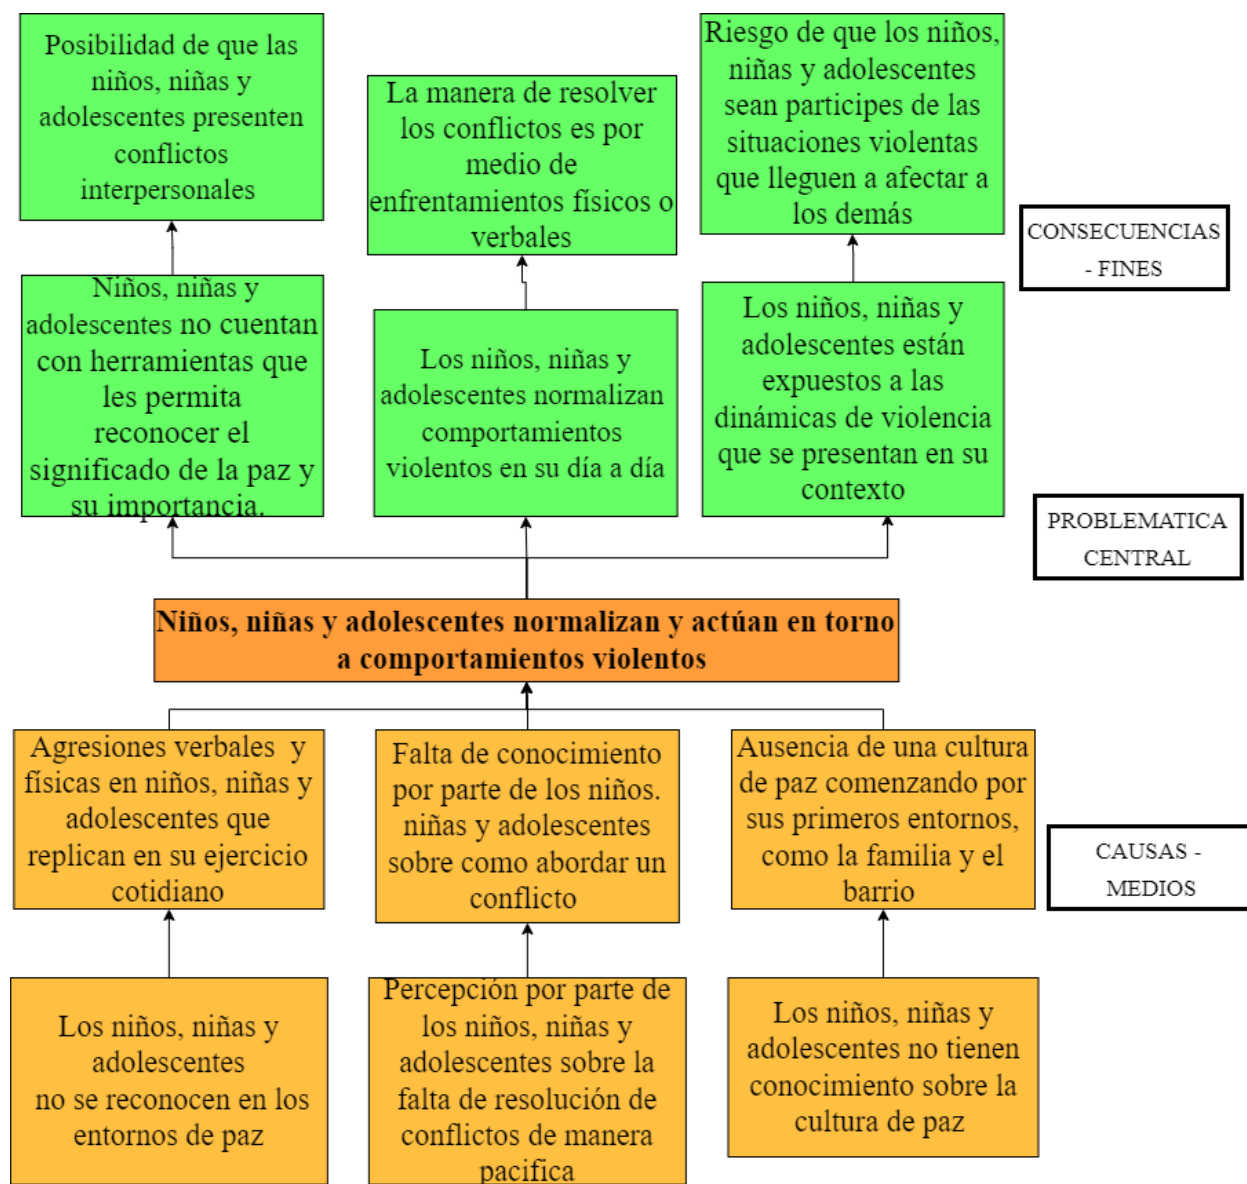 Posibilidad de que las
niños, niñas y
adolescentes presenten
conflictos
interpersonales
La manera de resolver
los conflictos es por
medio de
enfrentamientos físicos o
verbales
Riesgo de que los niños,
niñas y adolescentes
sean participes de las
situaciones violentas
que lleguen a afectar a
los demás
CONSECUENCIAS
- FINES
Niños, niñas y
adolescentes no cuentan
con herramientas que
les permita
reconocer el
significado de la paz y
su importancia.
Los niños, niñas y
adolescentes normalizan
comportamientos
violentos en su día a día
Los niños, niñas y
adolescentes están
expuestos a las
dinámicas de violencia
que se presentan en su
contexto
PROBLEMATICA
CENTRAL
Niños, niñas y adolescentes normalizan y actúan en torno
a comportamientos violentos
Agresiones verbales y
físicas en niños, niñas y
adolescentes que
replican en su ejercicio
cotidiano
Falta de conocimiento
por parte de los niños.
niñas y adolescentes
sobre como abordar un
conflicto
Ausencia de una cultura
de paz comenzando por
sus primeros entornos,
como la familia y el
barrio
CAUSAS -
MEDIOS
Los niños, niñas y
adolescentes
no se reconocen en los
entornos de paz
Percepción por parte de
los niños, niñas y
adolescentes sobre la
falta de resolución de
conflictos de manera
pacifica
Los niños, niñas y
adolescentes no tienen
conocimiento sobre la
cultura de paz